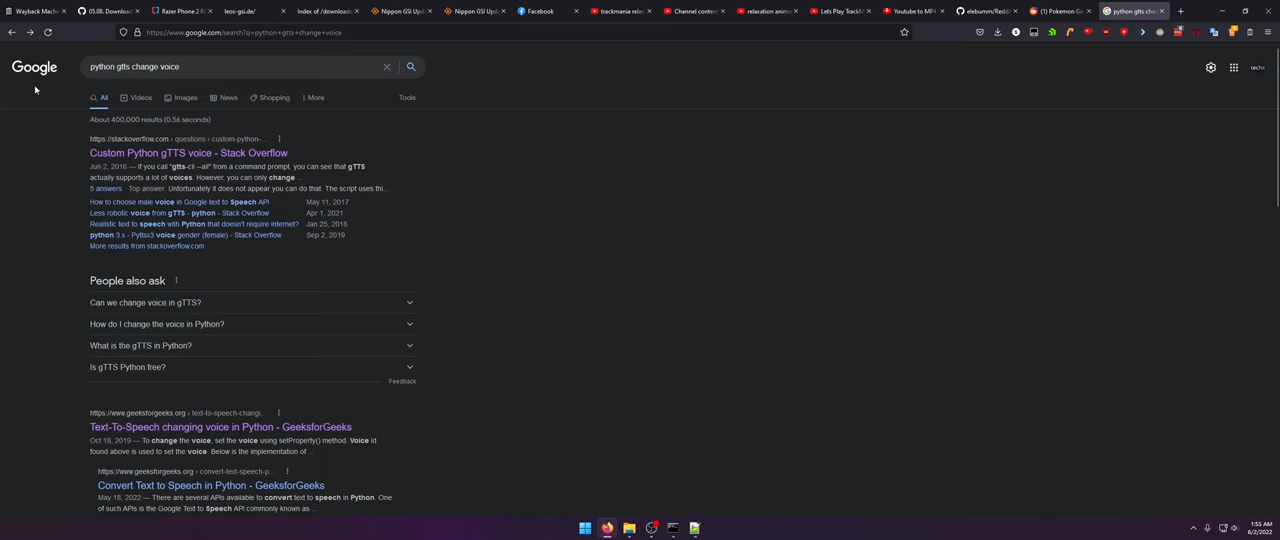 Wayback Machi
05.08. Download
Razer Phone 2 R
leos-gsi.de/
Index of /downloads
Nippon GSI Upd
Nippon GSI Upd
Facebook
trackmania relax
Channel content
relaxation anim
Lets Play TrackM
Youtube to MP4
elebumm/Reddi
(1) Pokemon Go
python gtts chan
https://www.google.com/search?q=python+gtts+change+voice
Google
python gtts change voice
techx
All
Videos
Images
News
Shopping
More
Tools
About 400,000 results (0.56 seconds)
https://stackoverflow.com › questions › custom-python-...
Custom Python gTTS voice - Stack Overflow
Jun 2, 2016 — If you call "gtts-cli --all" from a command prompt, you can see that gTTS
actually supports a lot of voices. However, you can only change ...
5 answers · Top answer: Unfortunately it does not appear you can do that. The script uses thi...
How to choose male voice in Google text to Speech API May 11, 2017
Less robotic voice from gTTS - python - Stack Overflow Apr 1, 2021
Realistic text to speech with Python that doesn't require internet? Jan 25, 2018
python 3.x - Pyttsx3 voice gender (female) - Stack Overflow Sep 2, 2019
More results from stackoverflow.com
People also ask
Can we change voice in gTTS?
How do I change the voice in Python?
What is the gTTS in Python?
Is gTTS Python free?
Feedback
https://www.geeksforgeeks.org › text-to-speech-changi...
Text-To-Speech changing voice in Python - GeeksforGeeks
Oct 18, 2019 — To change the voice, set the voice using setProperty() method. Voice Id
found above is used to set the voice. Below is the implementation of ...
https://www.geeksforgeeks.org › convert-text-speech-p...
Convert Text to Speech in Python - GeeksforGeeks
May 18, 2022 — There are several APIs available to convert text to speech in Python. One
of such APIs is the Google Text to Speech API commonly known as ...
1:55 AM
6/2/2022